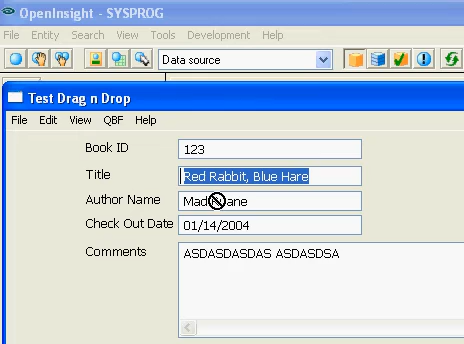 OpenInsight - SYSPROG
File Entity Search View Tools Development Help
Data source
Test Drag n Drop
File Edit View QBF Help
Book ID 123
Title Red Rabbit, Blue Hare
Author Name
Check Out Date 01/14/2004
Comments ASDASDASDAS ASDASDSA